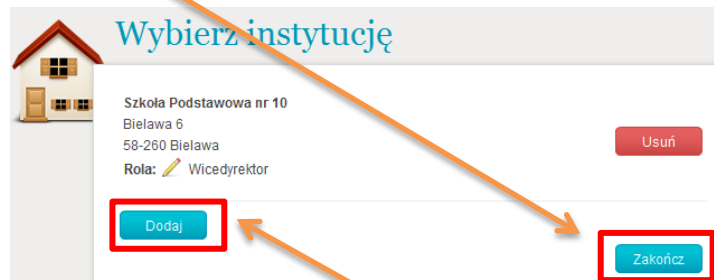 Wybierz instytucję
Szkoła Podstawowa nr 10
Bielawa 6
58-260 Bielawa
Usuń
Rola: Wicedyrektor
Dodaj
Zakończ